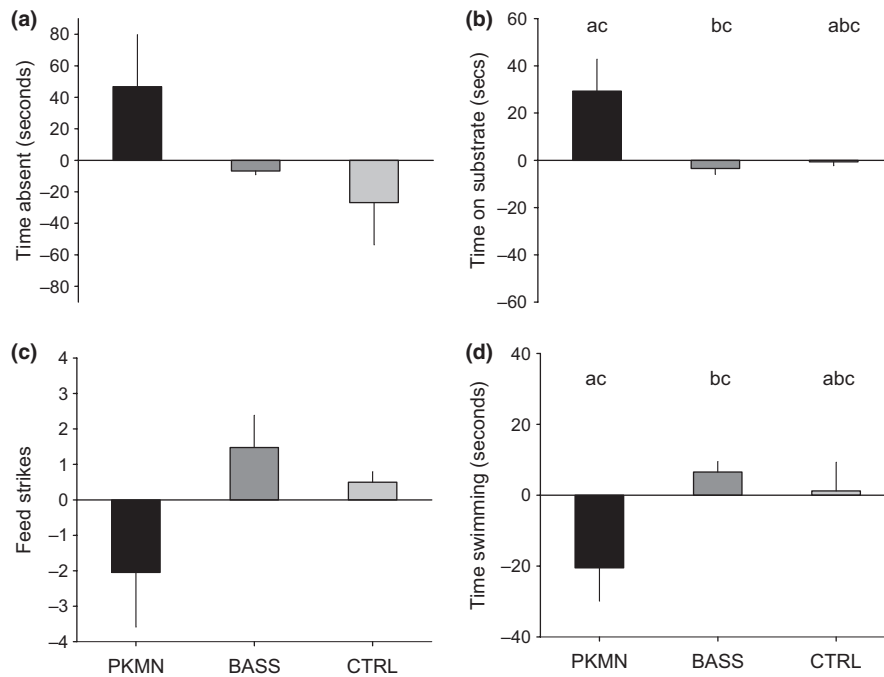 (a)
Time absent (seconds)
80
60
40
20
0
–20
–40
–60
–80
(b)
Time on substrate (secs)
60
40
20
0
–20
–40
–60
ac bc abc
(c)
Feed strikes
4
3
2
1
0
–1
–2
–3
–4
PKMN BASS CTRL
(d)
Time swimming (seconds)
40
20
0
–20
–40
ac bc abc
PKMN BASS CTRL